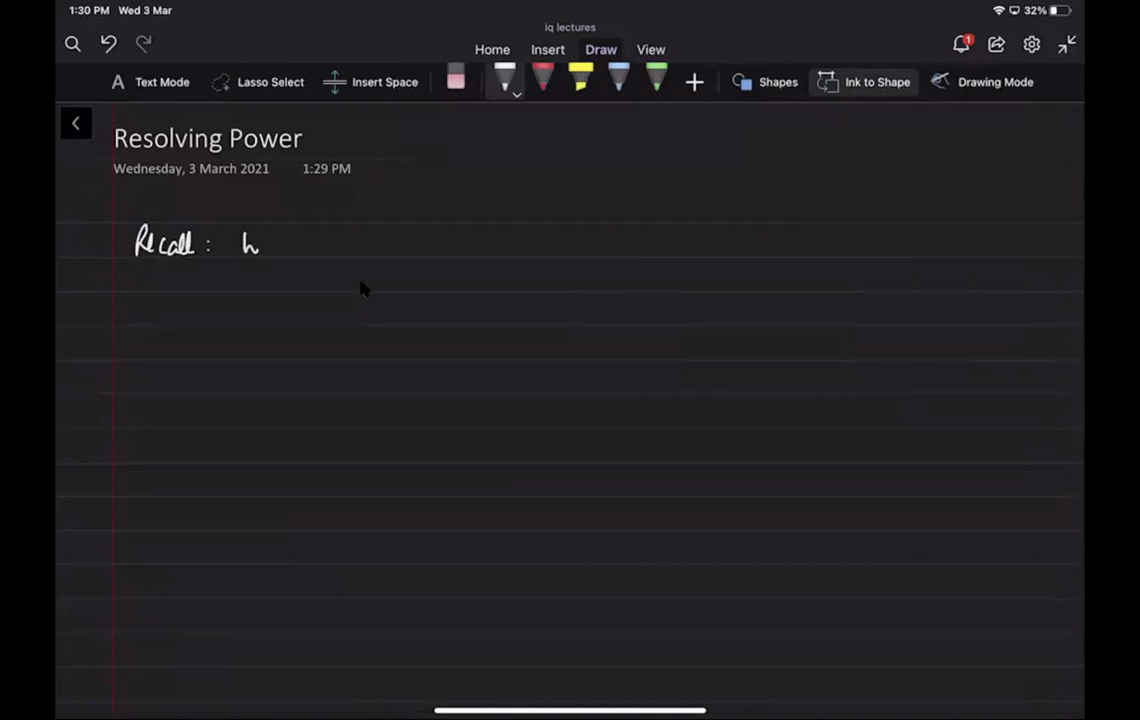 1:30 PM Wed 3 Mar
32%
iq lectures
Home Insert Draw View
1
A Text Mode Lasso Select Insert Space Shapes Ink to Shape Drawing Mode
Resolving Power
Wednesday, 3 March 2021 1:29 PM
Recall :